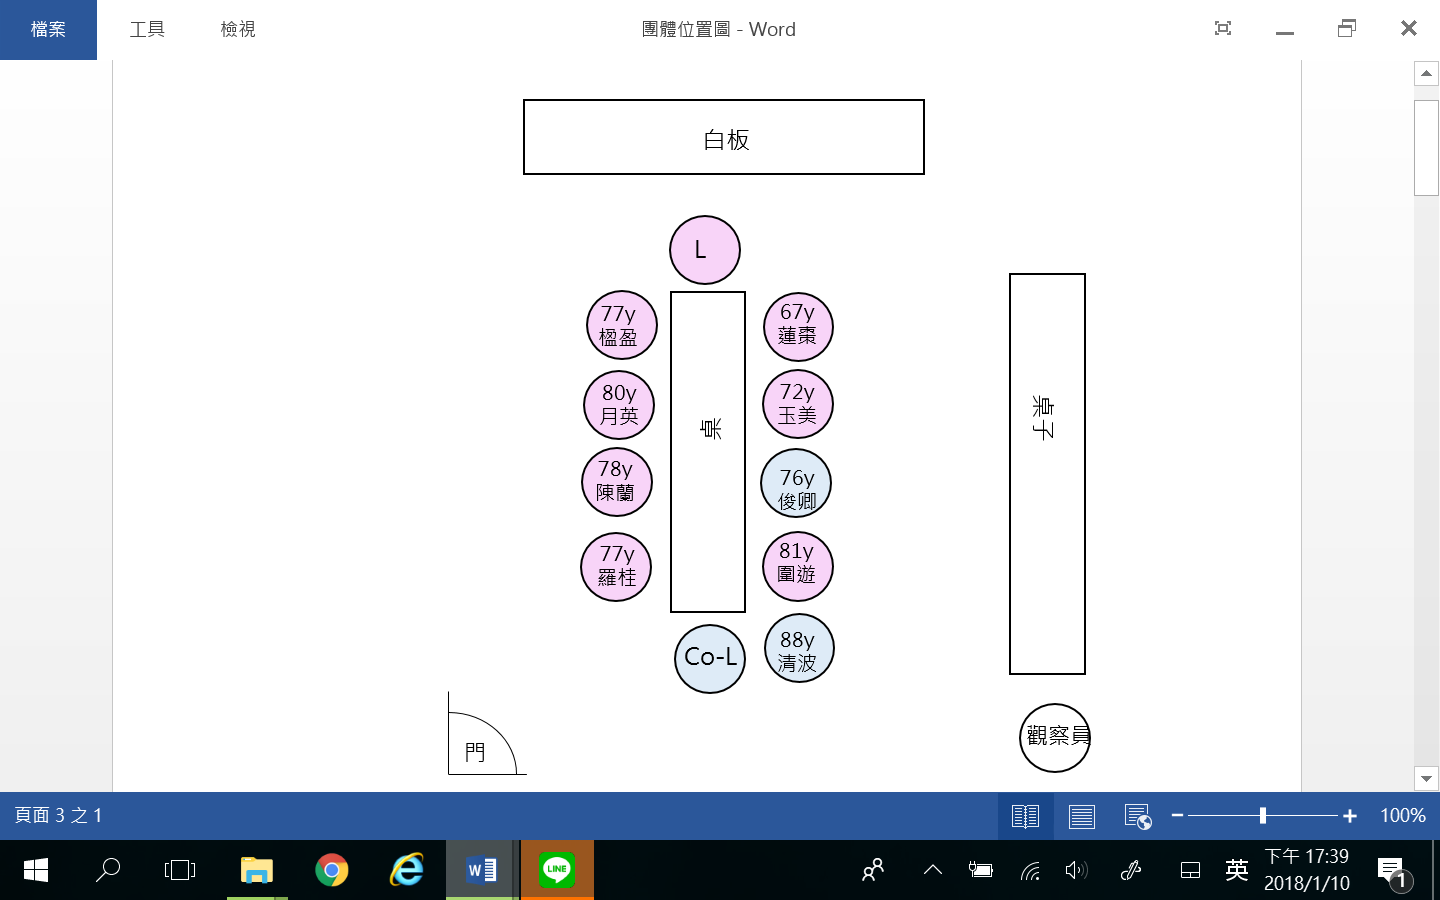 檔案 工具 檢視 團體位置圖 - Word
白板
L
77y
楹盈
67y
蓮棗
80y
月英
72y
玉美
桌
桌子
78y
陳蘭
76y
俊卿
77y
羅桂
81y
圍遊
Co-L
88y
清波
門
觀察員
頁面 3 之 1
100%
LINE
英
下午 17:39
2018/1/10
1